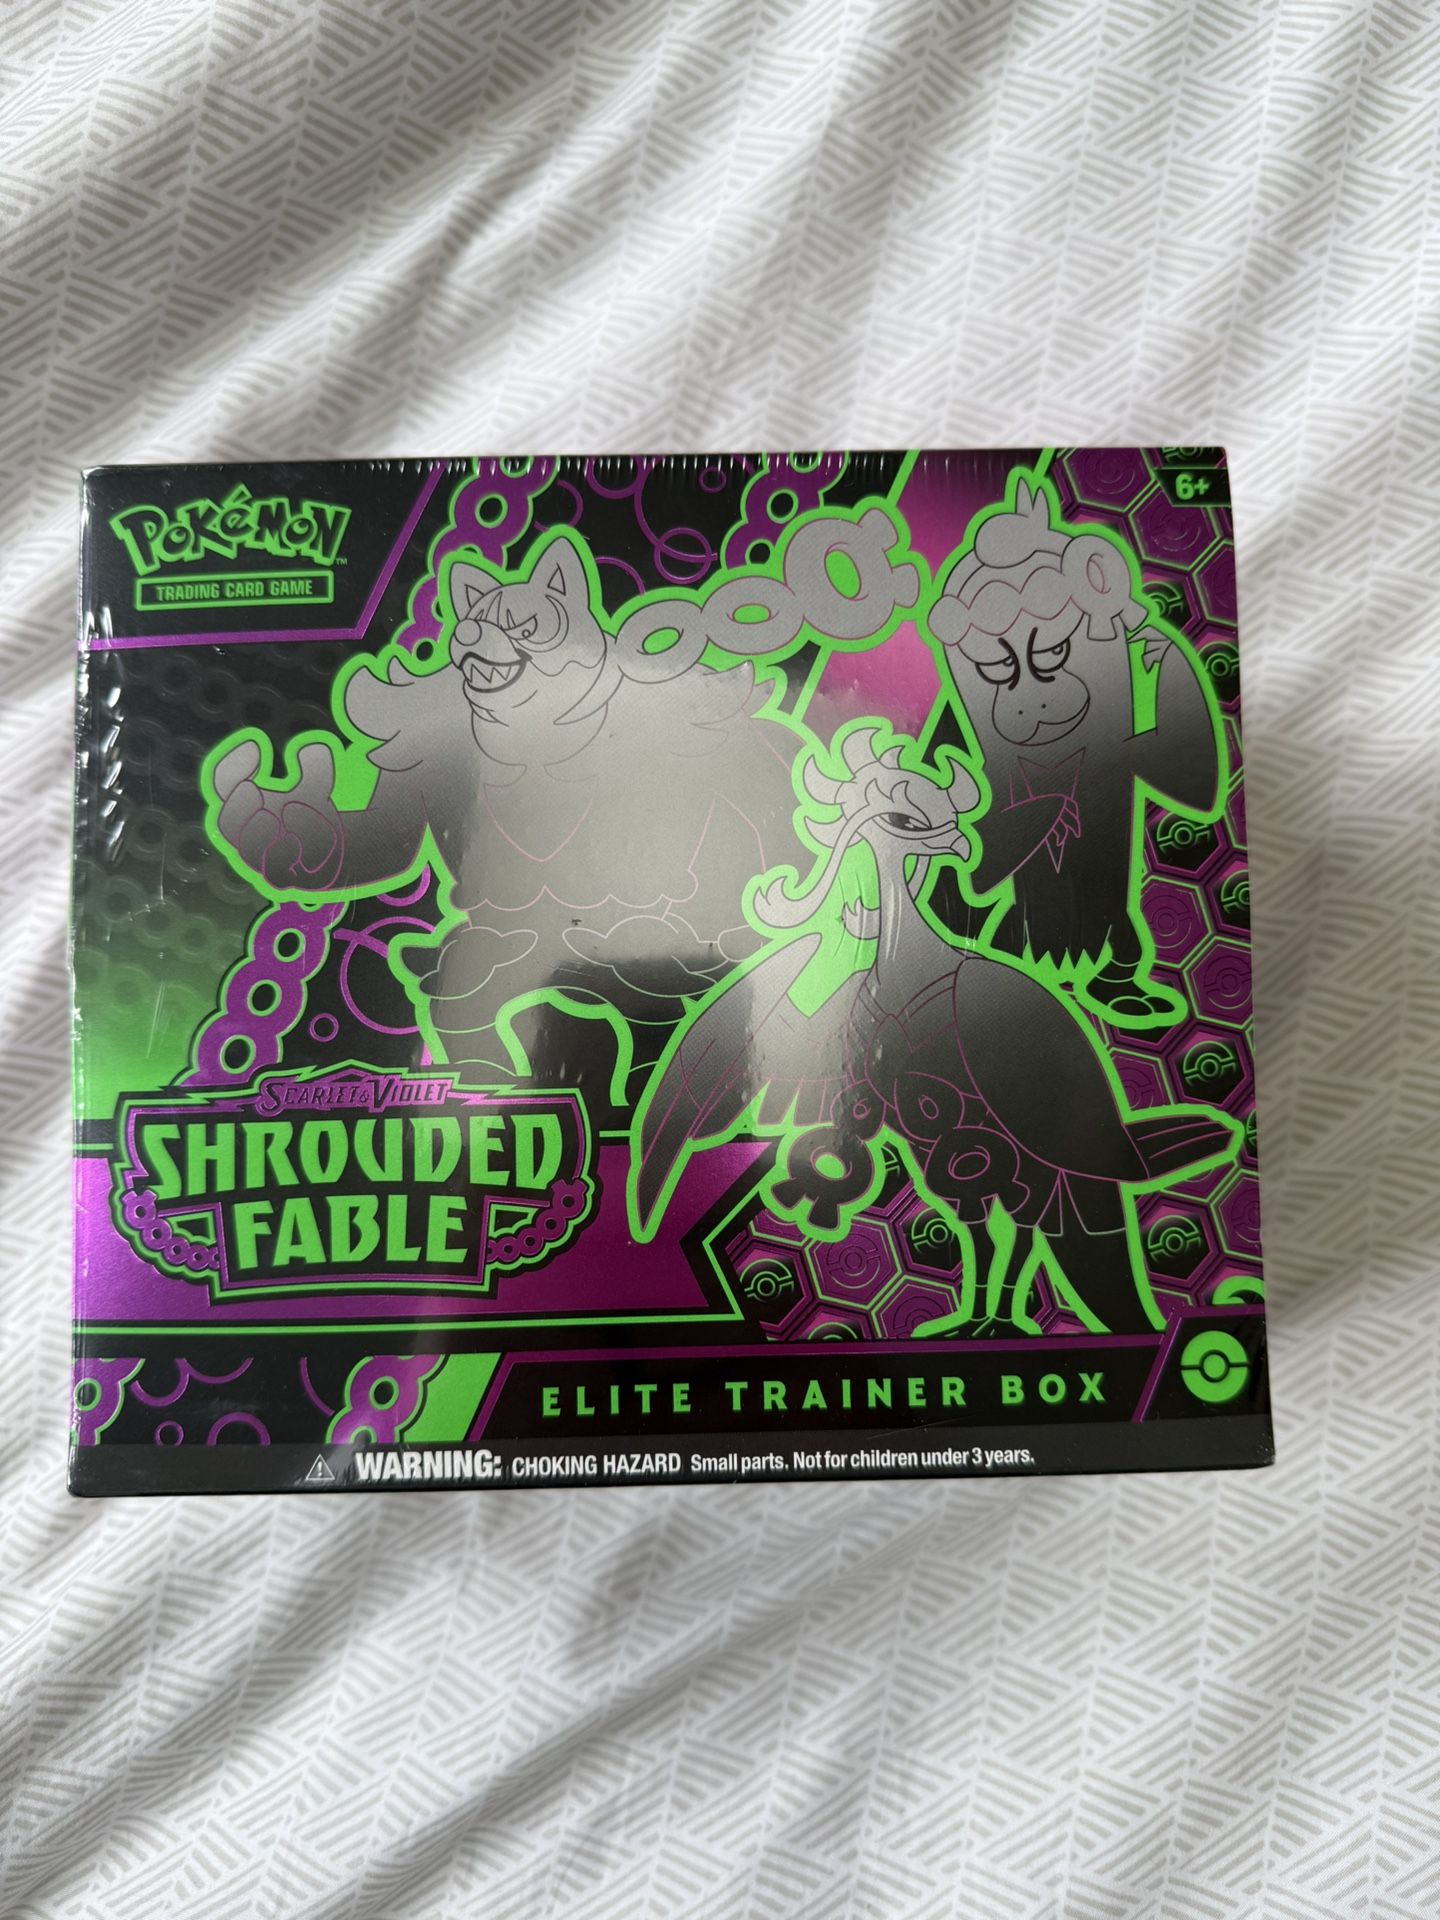 POKéMON
™
TRADING CARD GAME
6+
SCARLET & VIOLET
SHROUDED
FABLE
ELITE TRAINER BOX
⚠ WARNING: CHOKING HAZARD Small parts. Not for children under 3 years.